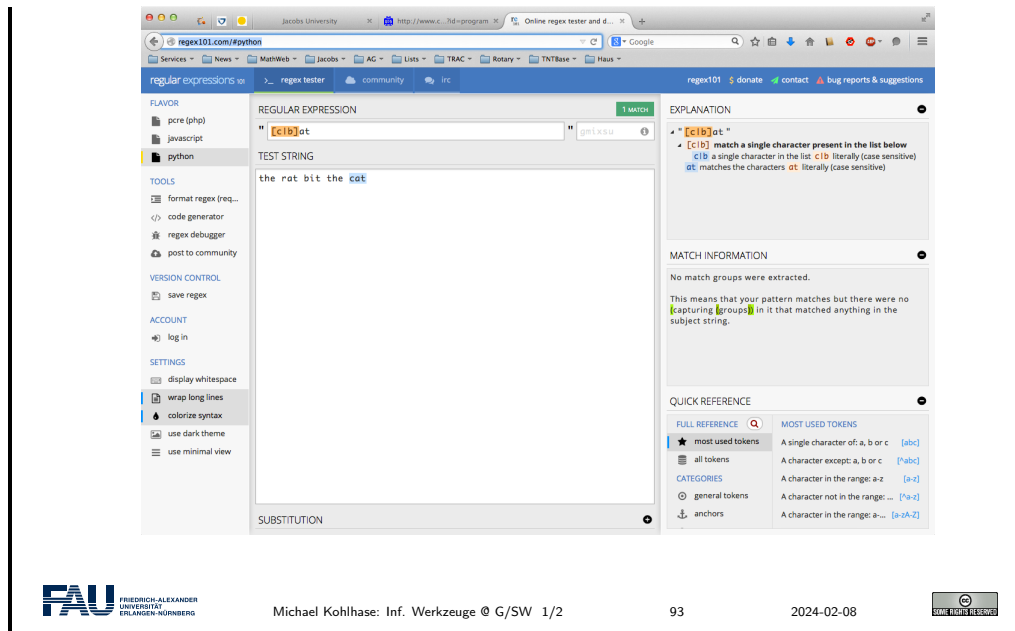 Jacobs University
http://www.c...?id=program
Online regex tester and d...
regex101.com/#python
Google
Services
News
MathWeb
Jacobs
AG
Lists
TRAC
Rotary
TNTBase
Haus
regular expressions 101
regex tester
community
irc
regex101
$ donate
contact
bug reports & suggestions
FLAVOR
pcre (php)
javascript
python
TOOLS
format regex (req...
</> code generator
regex debugger
post to community
VERSION CONTROL
save regex
ACCOUNT
log in
SETTINGS
display whitespace
wrap long lines
colorize syntax
use dark theme
use minimal view
REGULAR EXPRESSION
1 MATCH
" [c|b]at " gmixsu
TEST STRING
the rat bit the cat
SUBSTITUTION
EXPLANATION
"[c|b]at "
[c|b] match a single character present in the list below
c|b a single character in the list c|b literally (case sensitive)
at matches the characters at literally (case sensitive)
MATCH INFORMATION
No match groups were extracted.
This means that your pattern matches but there were no
(capturing (groups)) in it that matched anything in the
subject string.
QUICK REFERENCE
FULL REFERENCE
most used tokens
all tokens
CATEGORIES
general tokens
anchors
MOST USED TOKENS
A single character of: a, b or c [abc]
A character except: a, b or c [^abc]
A character in the range: a-z [a-z]
A character not in the range: ... [^a-z]
A character in the range: a-... [a-zA-Z]
FAU
FRIEDRICH-ALEXANDER
UNIVERSITÄT
ERLANGEN-NÜRNBERG
Michael Kohlhase: Inf. Werkzeuge @ G/SW 1/2
93
2024-02-08
cc
SOME RIGHTS RESERVED